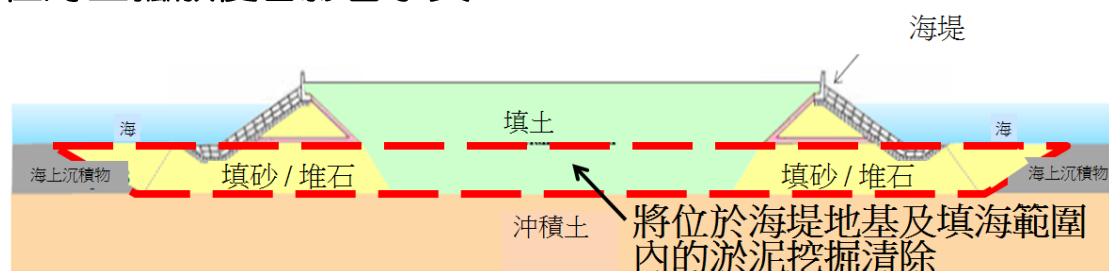 海堤
海
填土
海
海上沉積物
填砂 / 堆石
填砂 / 堆石
海上沉積物
沖積土
將位於海堤地基及填海範圍
內的淤泥挖掘清除